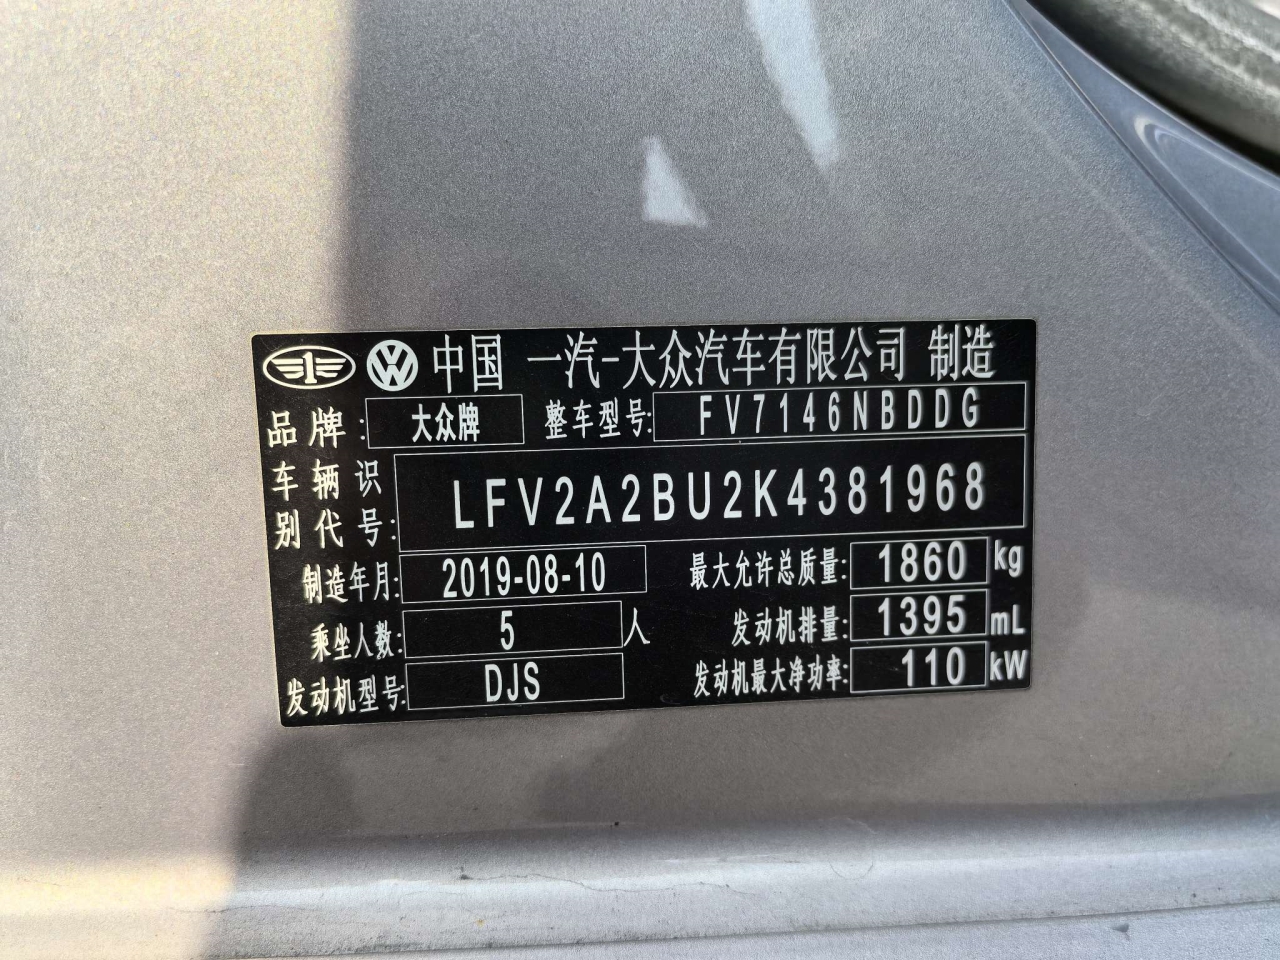 中国 一汽-大众汽车有限公司 制造
品牌: 大众牌 整车型号: FV7146NBDDG
车辆识别代号: LFV2A2BU2K4381968
制造年月: 2019-08-10 最大允许总质量: 1860 kg
乘坐人数: 5 人 发动机排量: 1395 mL
发动机型号: DJS 发动机最大净功率: 110 kW